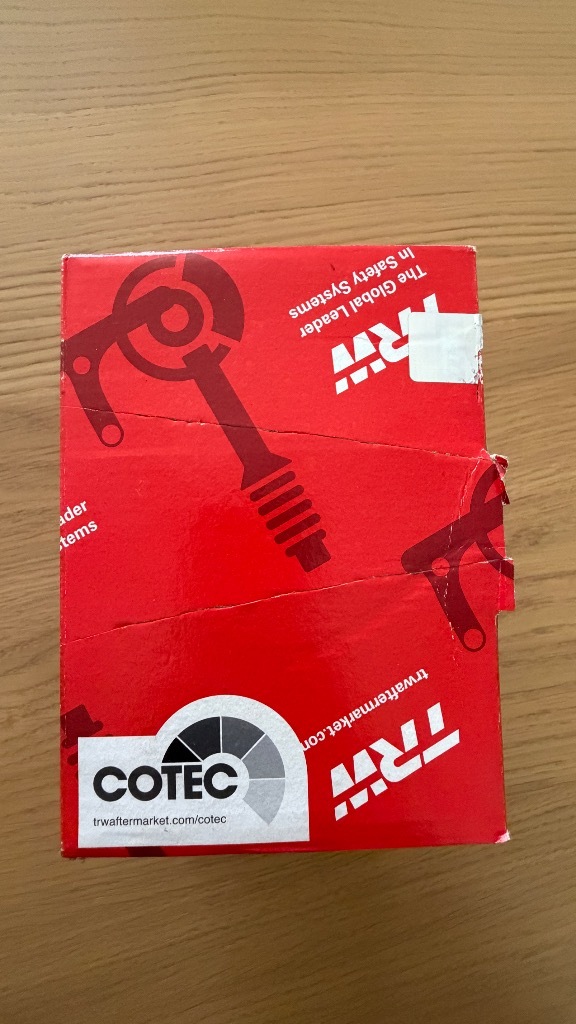 The Global Leader
In Safety Systems
TRW
ader
stems
trwaftermarket.com
TRW
COTEC
trwaftermarket.com/cotec